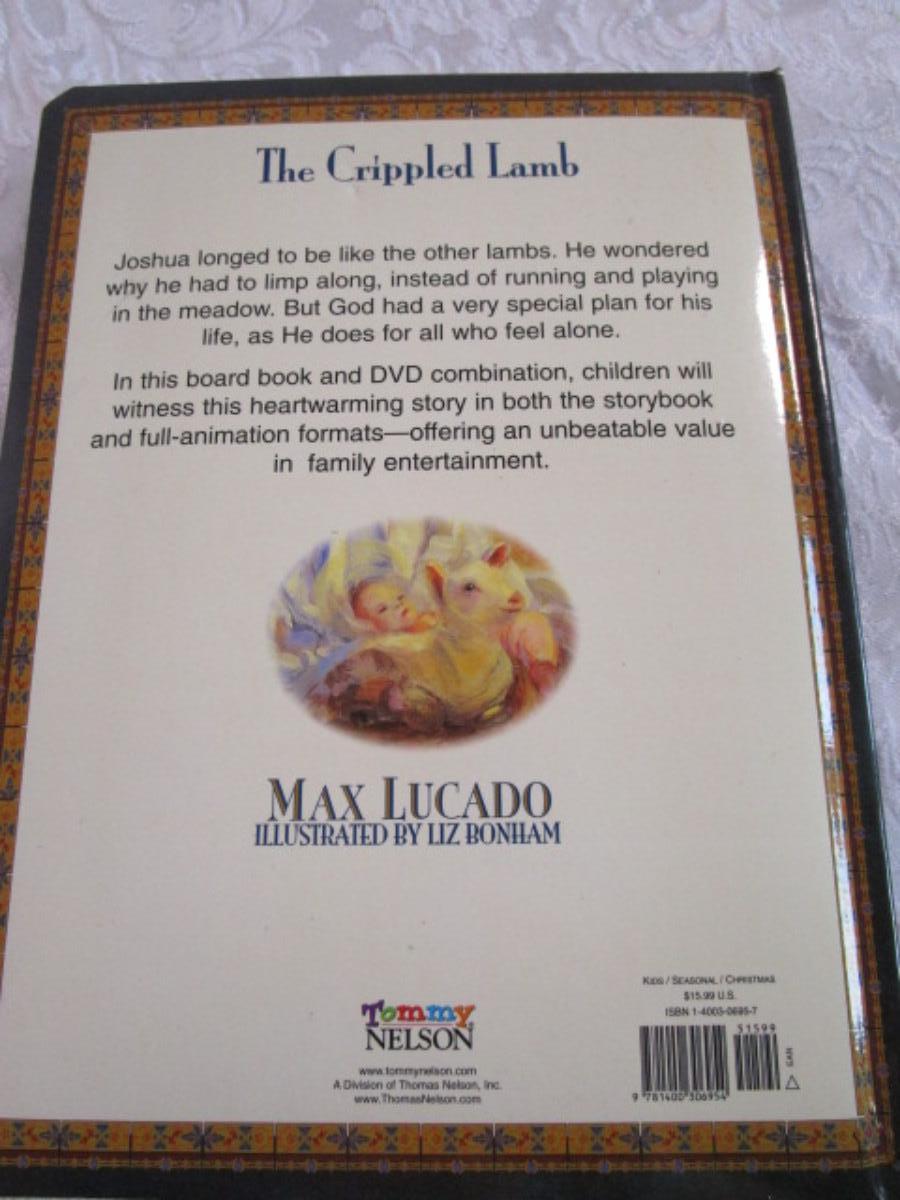 The Crippled Lamb
Joshua longed to be like the other lambs. He wondered
why he had to limp along, instead of running and playing
in the meadow. But God had a very special plan for his
life, as He does for all who feel alone.
In this board book and DVD combination, children will
witness this heartwarming story in both the storybook
and full-animation formats—offering an unbeatable value
in family entertainment.
MAX LUCADO
ILLUSTRATED BY LIZ BONHAM
Tommy
NELSON
www.tommynelson.com
A Division of Thomas Nelson, Inc.
www.ThomasNelson.com
KIDS / SEASONAL / CHRISTMAS
$15.99 U.S.
ISBN 1-4003-0695-7
51599
EAN
9 781400 306954